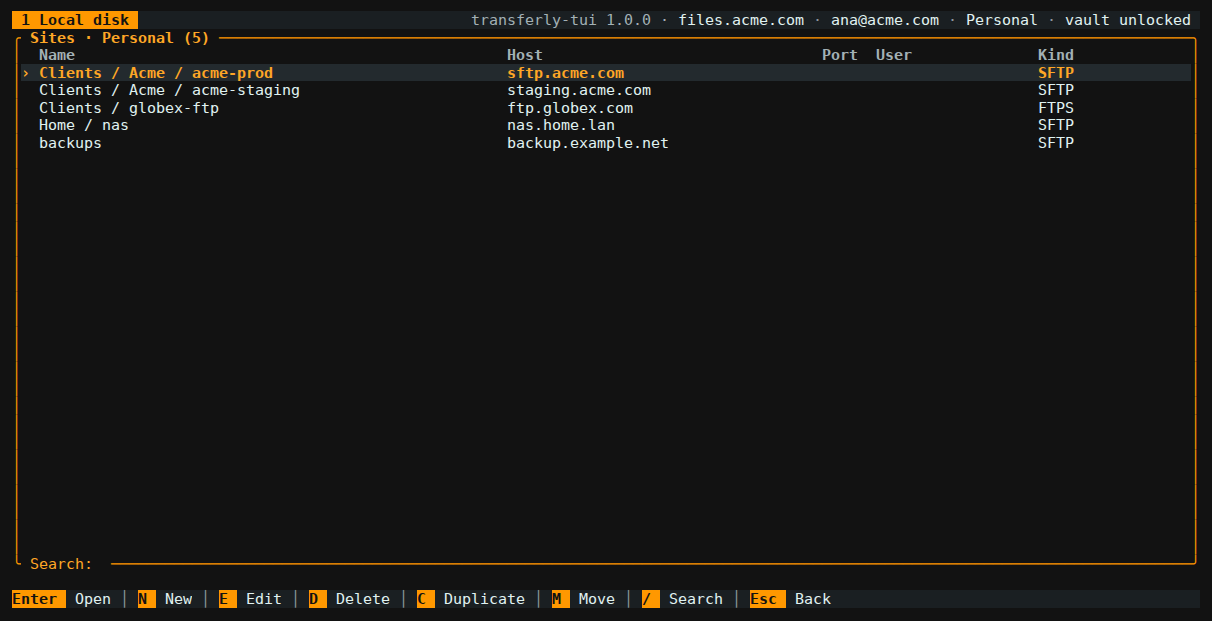 1 Local disk transferly-tui 1.0.0 · files.acme.com · ana@acme.com · Personal · vault unlocked
Sites · Personal (5)
Name Host Port User Kind
› Clients / Acme / acme-prod sftp.acme.com SFTP
Clients / Acme / acme-staging staging.acme.com SFTP
Clients / globex-ftp ftp.globex.com FTPS
Home / nas nas.home.lan SFTP
backups backup.example.net SFTP
Search:
Enter Open │ N New │ E Edit │ D Delete │ C Duplicate │ M Move │ / Search │ Esc Back